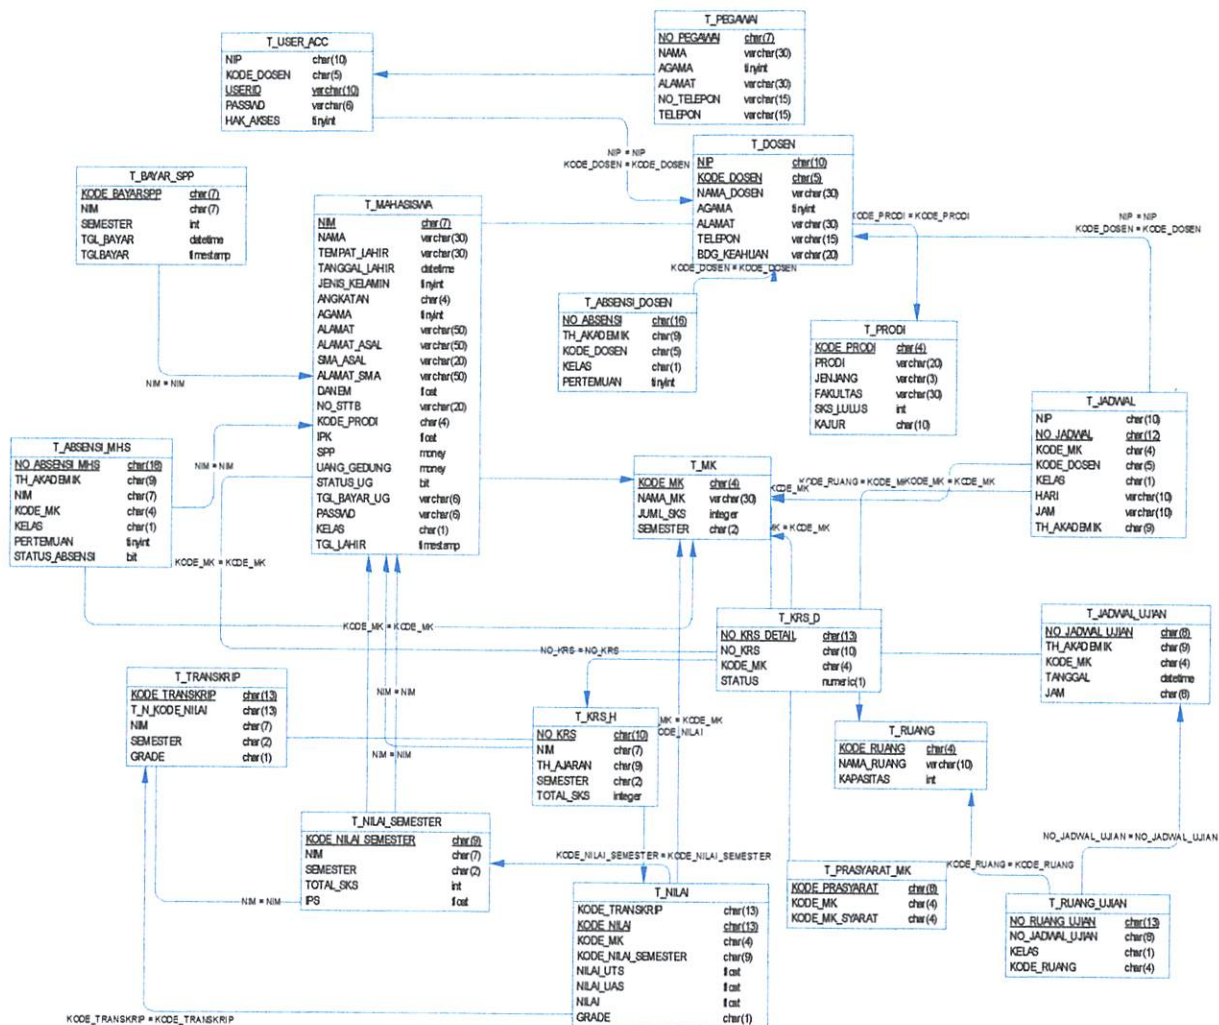 T_PEGAWAI
NO_PEGAWAI char(7)
NAMA varchar(30)
AGAMA tinyint
ALAMAT varchar(30)
NO_TELEPON varchar(15)
TELEPON varchar(15)
T_USER_ACC
NIP char(10)
KODE_DOSEN char(5)
USERID varchar(10)
PASSWD varchar(6)
HAK_AKSES tinyint
NIP = NIP
KODE_DOSEN = KODE_DOSEN
T_DOSEN
NIP char(10)
KODE_DOSEN char(5)
NAMA_DOSEN varchar(30)
AGAMA tinyint
ALAMAT varchar(30)
TELEPON varchar(15)
BDG_KEAHLIAN varchar(20)
KODE_DOSEN = KODE_DOSEN
KODE_PRODI = KODE_PRODI
NIP = NIP
KODE_DOSEN = KODE_DOSEN
T_BAYAR_SPP
KODE_BAYARSPP char(7)
NIM char(7)
SEMESTER int
TGL_BAYAR datetime
TGLBAYAR timestamp
NIM = NIM
T_MAHASISWA
NIM char(7)
NAMA varchar(30)
TEMPAT_LAHIR varchar(30)
TANGGAL_LAHIR datetime
JENIS_KELAMIN tinyint
ANGKATAN char(4)
AGAMA tinyint
ALAMAT varchar(50)
ALAMAT_ASAL varchar(50)
SMA_ASAL varchar(20)
ALAMAT_SMA varchar(50)
DANEM float
NO_STTB varchar(20)
KODE_PRODI char(4)
IPK float
SPP money
UANG_GEDUNG money
STATUS_UG bit
TGL_BAYAR_UG varchar(6)
PASSWD varchar(6)
KELAS char(1)
TGL_LAHIR timestamp
T_ABSENSI_DOSEN
NO_ABSENSI char(16)
TH_AKADEMIK char(9)
KODE_DOSEN char(5)
KELAS char(1)
PERTEMUAN tinyint
T_PRODI
KODE_PRODI char(4)
PRODI varchar(20)
JENJANG varchar(3)
FAKULTAS varchar(30)
SKS_LULUS int
KAJUR char(10)
T_JADWAL
NIP char(10)
NO_JADWAL char(12)
KODE_MK char(4)
KODE_DOSEN char(5)
KELAS char(1)
HARI varchar(10)
JAM varchar(10)
TH_AKADEMIK char(9)
T_ABSENSI_MHS
NO_ABSENSI_MHS char(16)
TH_AKADEMIK char(9)
NIM char(7)
KODE_MK char(4)
KELAS char(1)
PERTEMUAN tinyint
STATUS_ABSENSI bit
NIM = NIM
KODE_MK = KODE_MK
KODE_MK = KODE_MK
T_MK
KODE_MK char(4)
NAMA_MK varchar(30)
JUML_SKS integer
SEMESTER char(2)
KODE_MK
KODE_RUANG = KODE_MK
KODE_MK = KODE_MK
MK = KODE_MK
T_KRS_D
NO_KRS_DETAIL char(13)
NO_KRS char(10)
KODE_MK char(4)
STATUS numeric(1)
NO_KRS = NO_KRS
T_JADWAL_UJIAN
NO_JADWAL_UJIAN char(8)
TH_AKADEMIK char(9)
KODE_MK char(4)
TANGGAL datetime
JAM char(8)
T_TRANSKRIP
KODE_TRANSKRIP char(13)
T_N_KODE_NILAI char(13)
NIM char(7)
SEMESTER char(2)
GRADE char(1)
NIM = NIM
NIM = NIM
T_KRS_H
NO_KRS char(10)
NIM char(7)
TH_AJARAN char(9)
SEMESTER char(2)
TOTAL_SKS integer
MK = KODE_MK
KODE_NILAI
T_RUANG
KODE_RUANG char(4)
NAMA_RUANG varchar(10)
KAPASITAS int
NO_JADWAL_UJIAN = NO_JADWAL_UJIAN
T_NILAI_SEMESTER
KODE_NILAI_SEMESTER char(9)
NIM char(7)
SEMESTER char(2)
TOTAL_SKS int
IPS float
NIM = NIM
KODE_NILAI_SEMESTER = KODE_NILAI_SEMESTER
T_NILAI
KODE_TRANSKRIP char(13)
KODE_NILAI char(13)
KODE_MK char(4)
KODE_NILAI_SEMESTER char(9)
NILAI_UTS float
NILAI_UAS float
NILAI float
GRADE char(1)
T_PRASYARAT_MK
KODE_PRASYARAT char(8)
KODE_MK char(4)
KODE_MK_SYARAT char(4)
KODE_RUANG = KODE_RUANG
T_RUANG_UJIAN
NO_RUANG_UJIAN char(13)
NO_JADWAL_UJIAN char(8)
KELAS char(1)
KODE_RUANG char(4)
KODE_TRANSKRIP = KODE_TRANSKRIP